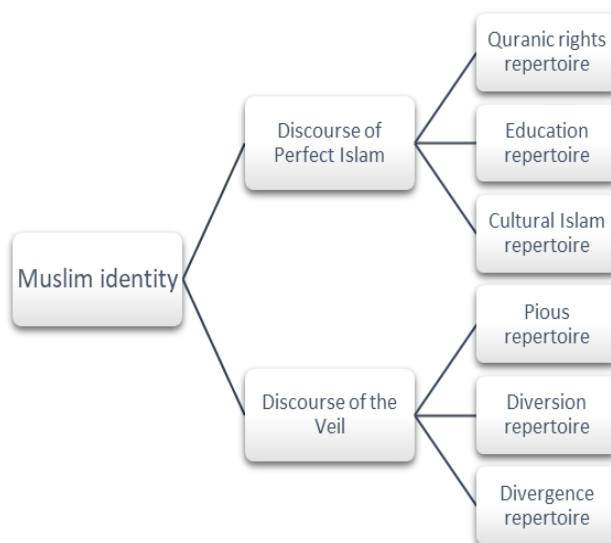 Muslim identity
Discourse of
Perfect Islam
Quranic rights
repertoire
Education
repertoire
Cultural Islam
repertoire
Discourse of the
Veil
Pious
repertoire
Diversion
repertoire
Divergence
repertoire